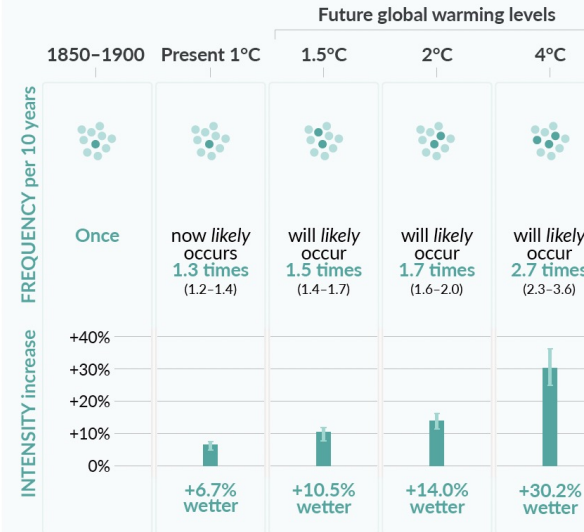 Future global warming levels
1850–1900 Present 1°C 1.5°C 2°C 4°C
FREQUENCY per 10 years
Once
now likely
occurs
1.3 times
(1.2–1.4)
will likely
occur
1.5 times
(1.4–1.7)
will likely
occur
1.7 times
(1.6–2.0)
will likely
occur
2.7 times
(2.3–3.6)
INTENSITY increase
+40%
+30%
+20%
+10%
0%
+6.7%
wetter
+10.5%
wetter
+14.0%
wetter
+30.2%
wetter